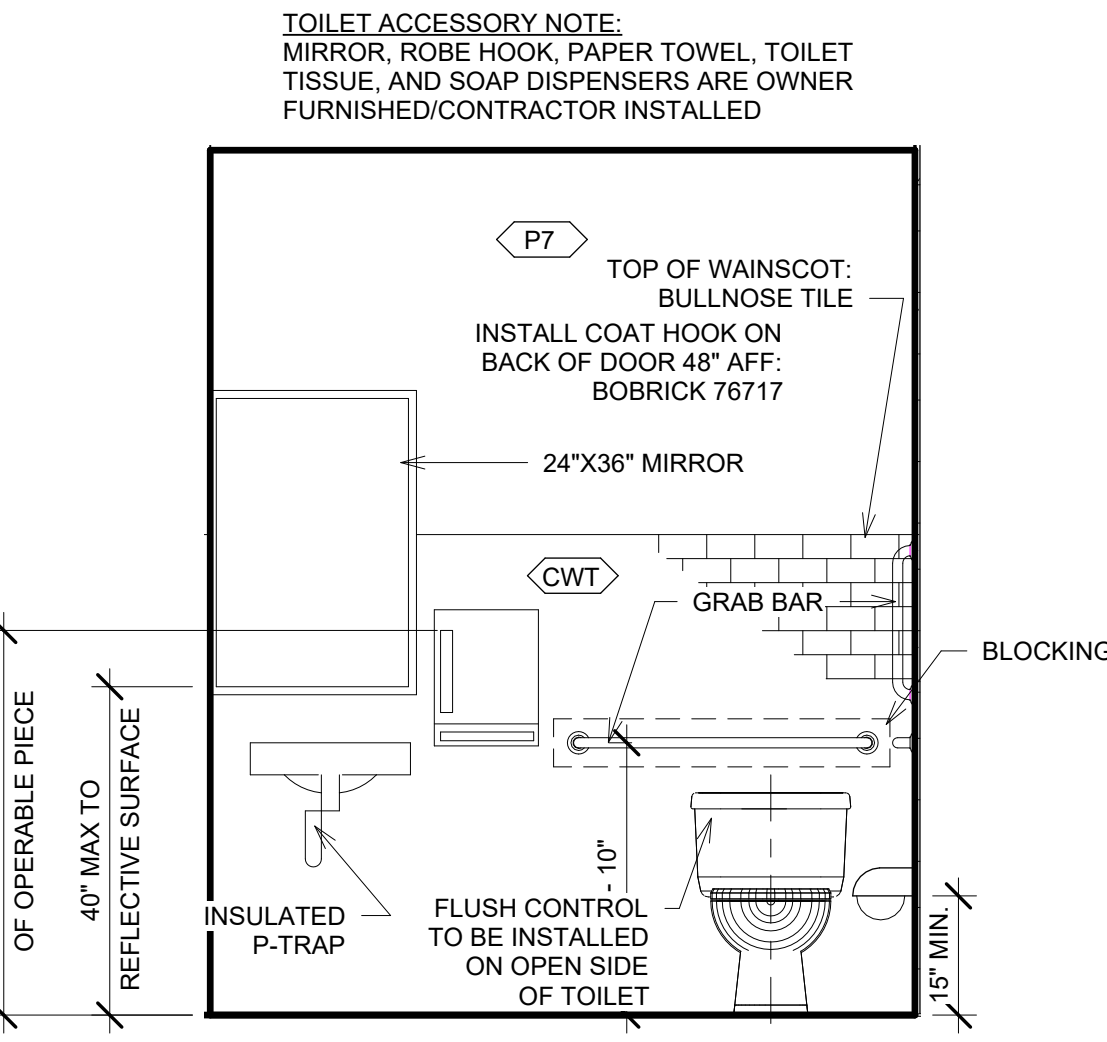 TOILET ACCESSORY NOTE:
MIRROR, ROBE HOOK, PAPER TOWEL, TOILET
TISSUE, AND SOAP DISPENSERS ARE OWNER
FURNISHED/CONTRACTOR INSTALLED
P7
TOP OF WAINSCOT:
BULLNOSE TILE
INSTALL COAT HOOK ON
BACK OF DOOR 48" AFF:
BOBRICK 76717
24"X36" MIRROR
CWT
GRAB BAR
BLOCKING
OF OPERABLE PIECE
40" MAX TO
REFLECTIVE SURFACE
INSULATED
P-TRAP
- 10"
FLUSH CONTROL
TO BE INSTALLED
ON OPEN SIDE
OF TOILET
15" MIN.